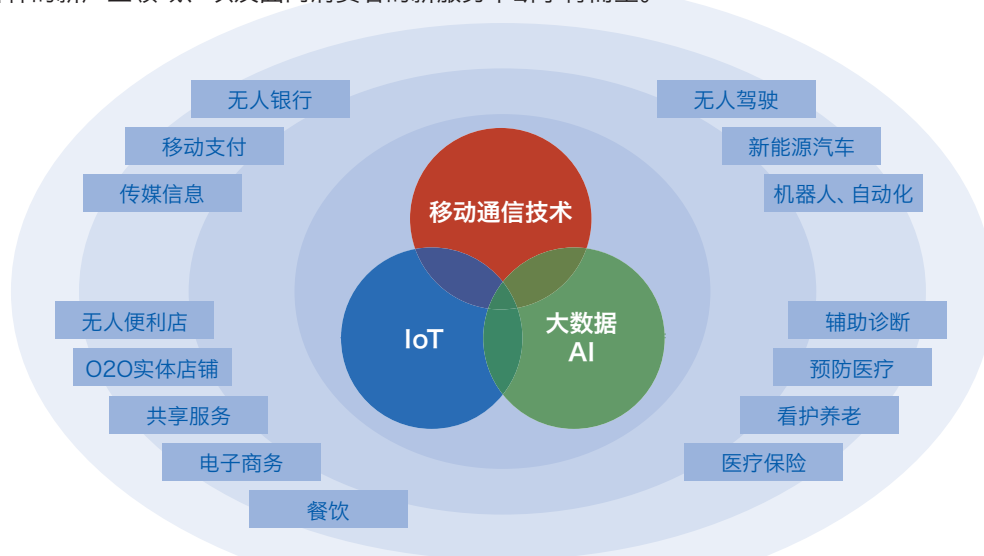 无人银行
移动支付
传媒信息
无人驾驶
新能源汽车
机器人、自动化
移动通信技术
IoT
大数据
AI
无人便利店
O2O实体店铺
共享服务
电子商务
餐饮
辅助诊断
预防医疗
看护养老
医疗保险